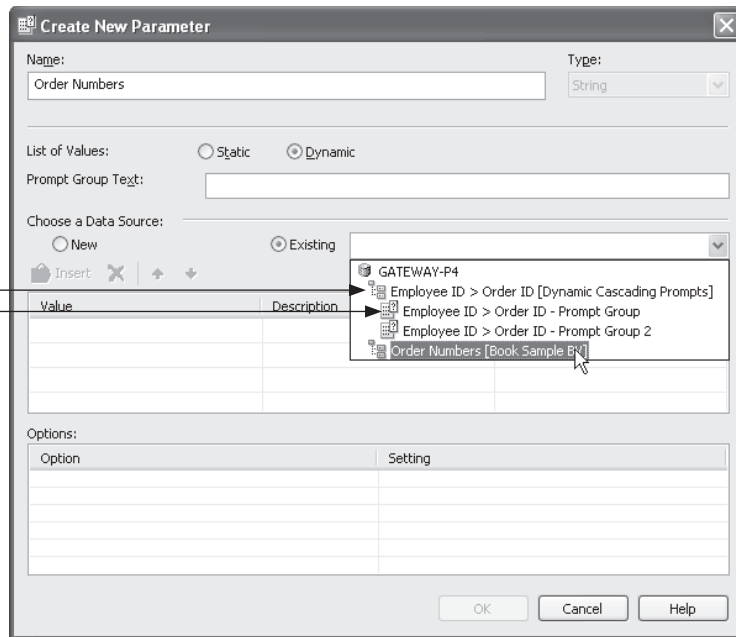 Create New Parameter
Name:
Type:
Order Numbers
String
List of Values:
Static
Dynamic
Prompt Group Text:
Choose a Data Source:
New
Existing
Insert
GATEWAY-P4
Employee ID > Order ID [Dynamic Cascading Prompts]
Employee ID > Order ID - Prompt Group
Employee ID > Order ID - Prompt Group 2
Order Numbers [Book Sample BV]
Value
Description
Options:
Option
Setting
OK
Cancel
Help